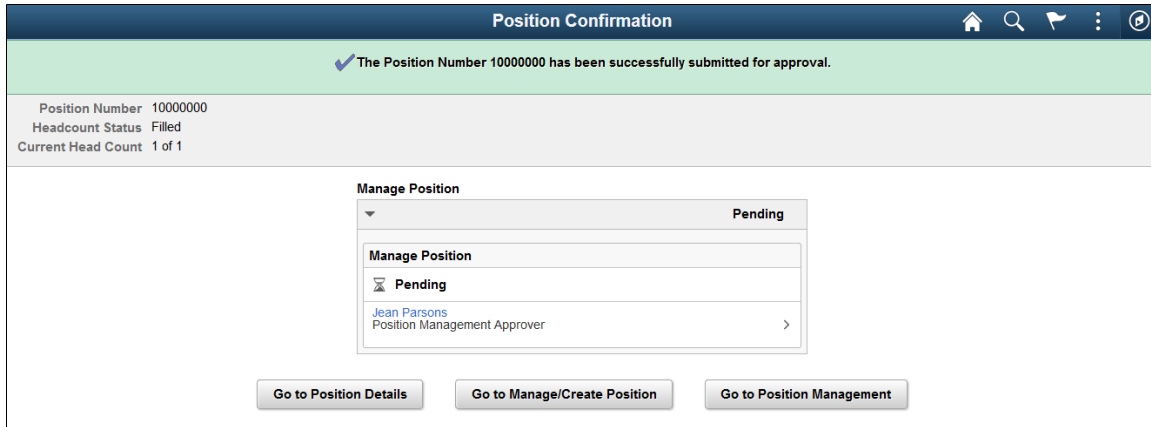 Position Confirmation
The Position Number 10000000 has been successfully submitted for approval.
Position Number 10000000
Headcount Status Filled
Current Head Count 1 of 1
Manage Position
Pending
Manage Position
Pending
Jean Parsons
Position Management Approver
Go to Position Details Go to Manage/Create Position Go to Position Management